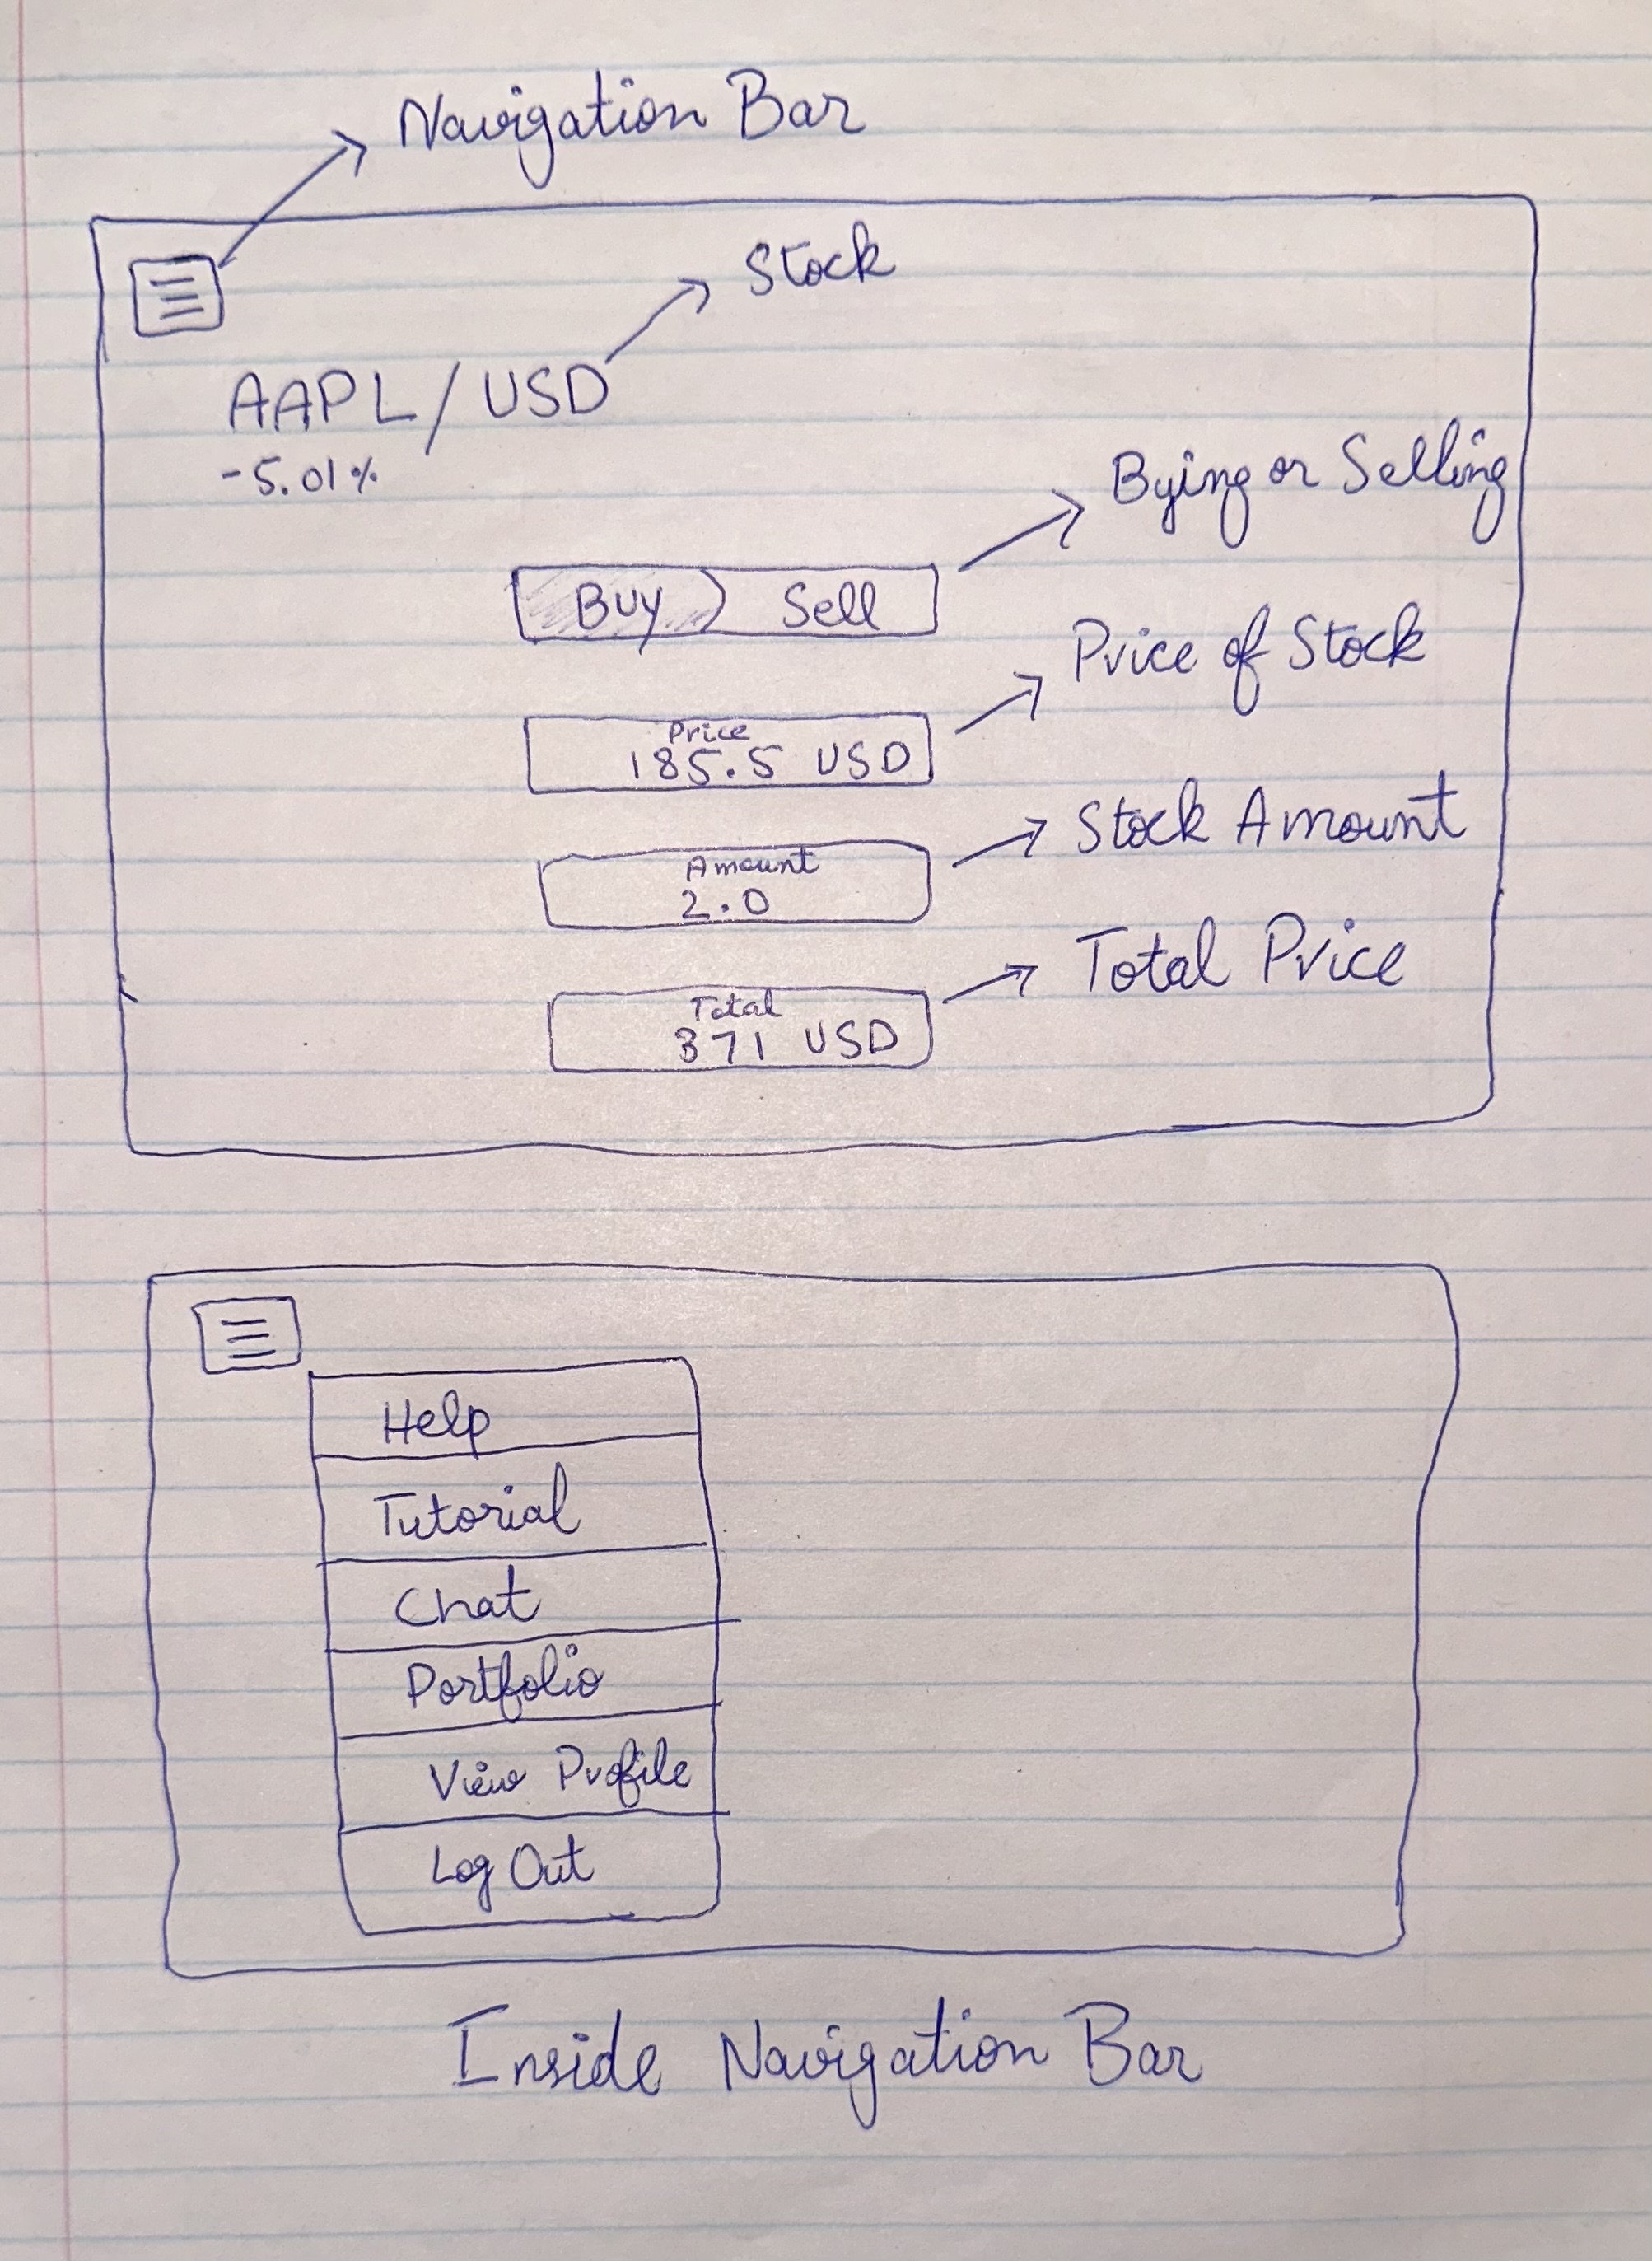 Navigation Bar
Stock
AAPL/USD
-5.01%
Bying or Selling
Buy Sell
Price of Stock
Price
185.5 USD
Stock Amount
Amount
2.0
Total Price
Total
371 USD
Help
Tutorial
Chat
Portfolio
View Profile
Log Out
Inside Navigation Bar